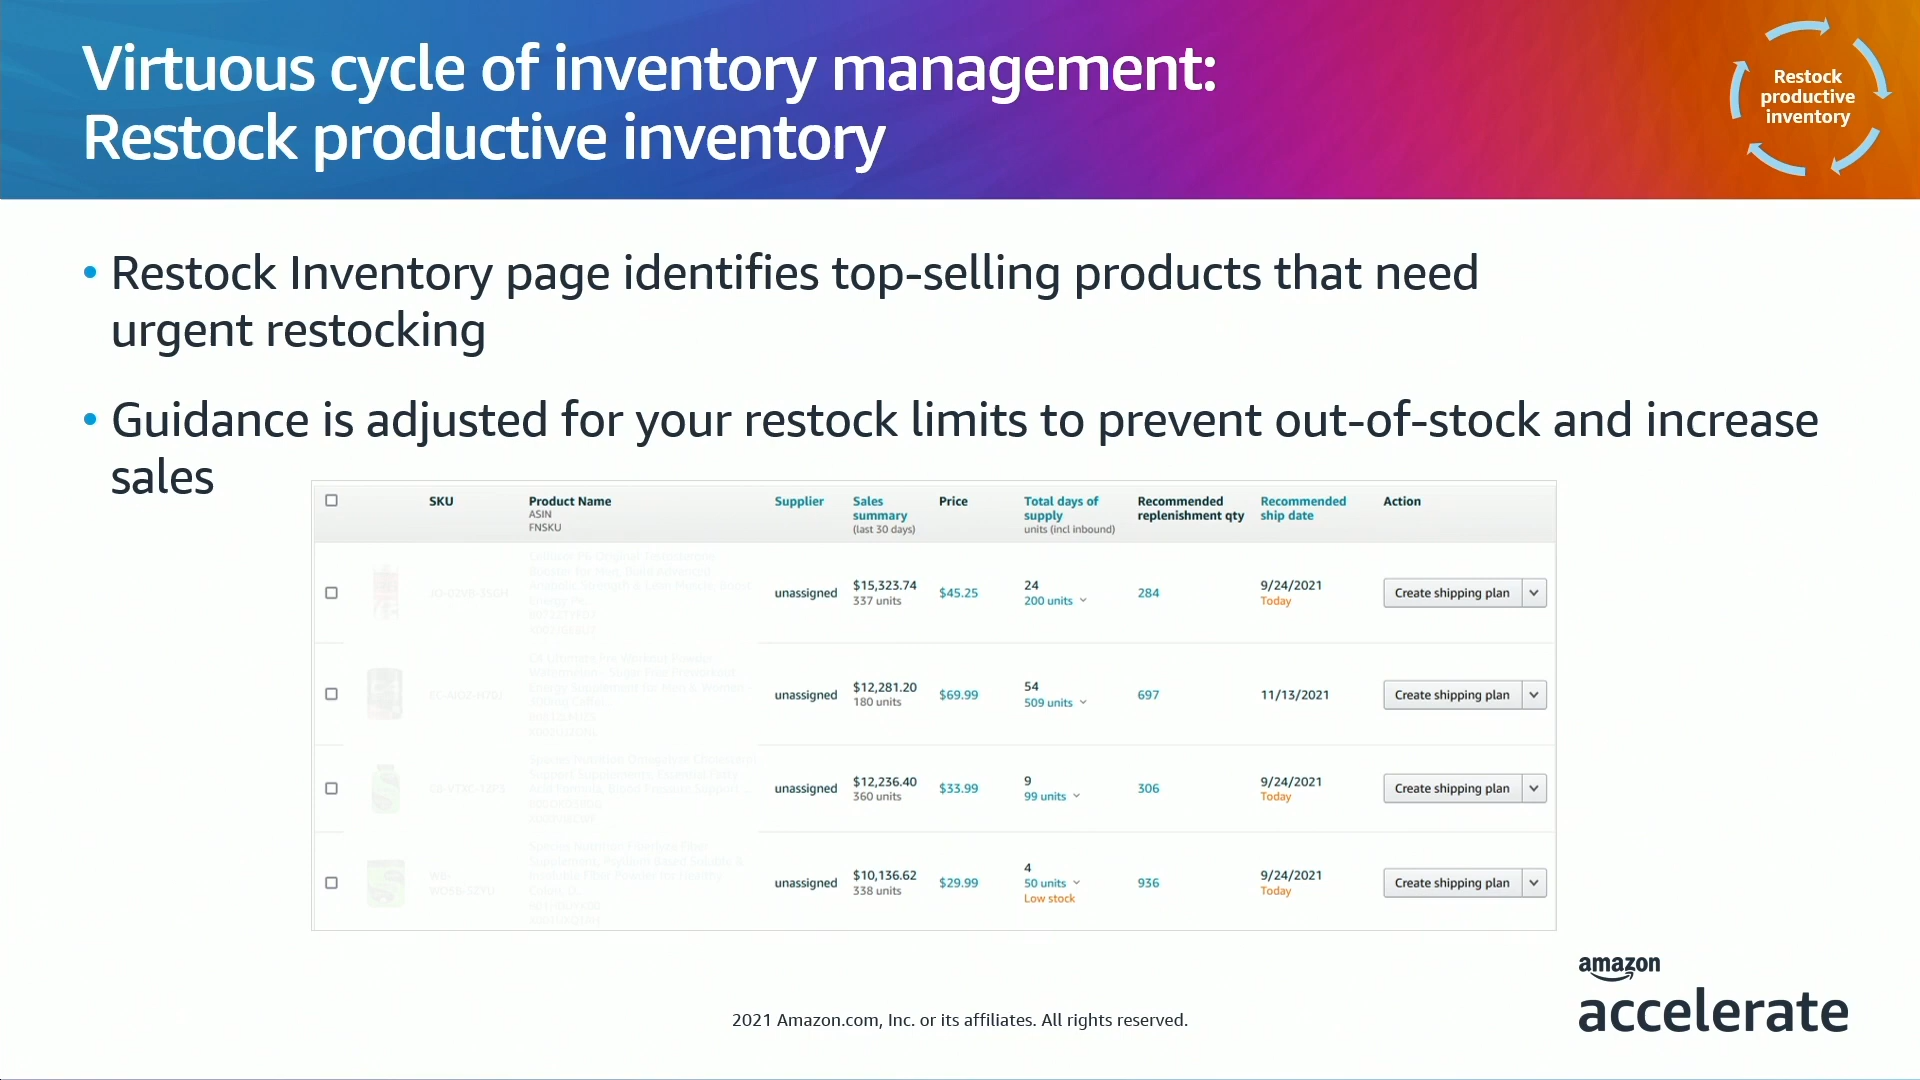 Virtuous cycle of inventory management:
Restock productive inventory
Restock
productive
inventory
• Restock Inventory page identifies top-selling products that need
urgent restocking
• Guidance is adjusted for your restock limits to prevent out-of-stock and increase
sales
SKU Product Name Supplier Sales Price Total days of Recommended Recommended Action
ASIN summary supply replenishment qty ship date
FNSKU (last 30 days) units (incl inbound)
unassigned $15,323.74 $45.25 24 284 9/24/2021 Create shipping plan
337 units 200 units Today
unassigned $12,281.20 $69.99 54 697 11/13/2021 Create shipping plan
180 units 509 units
unassigned $12,236.40 $33.99 9 306 9/24/2021 Create shipping plan
360 units 99 units Today
unassigned $10,136.62 $29.99 4 936 9/24/2021 Create shipping plan
338 units 50 units Today
Low stock
amazon
accelerate
2021 Amazon.com, Inc. or its affiliates. All rights reserved.